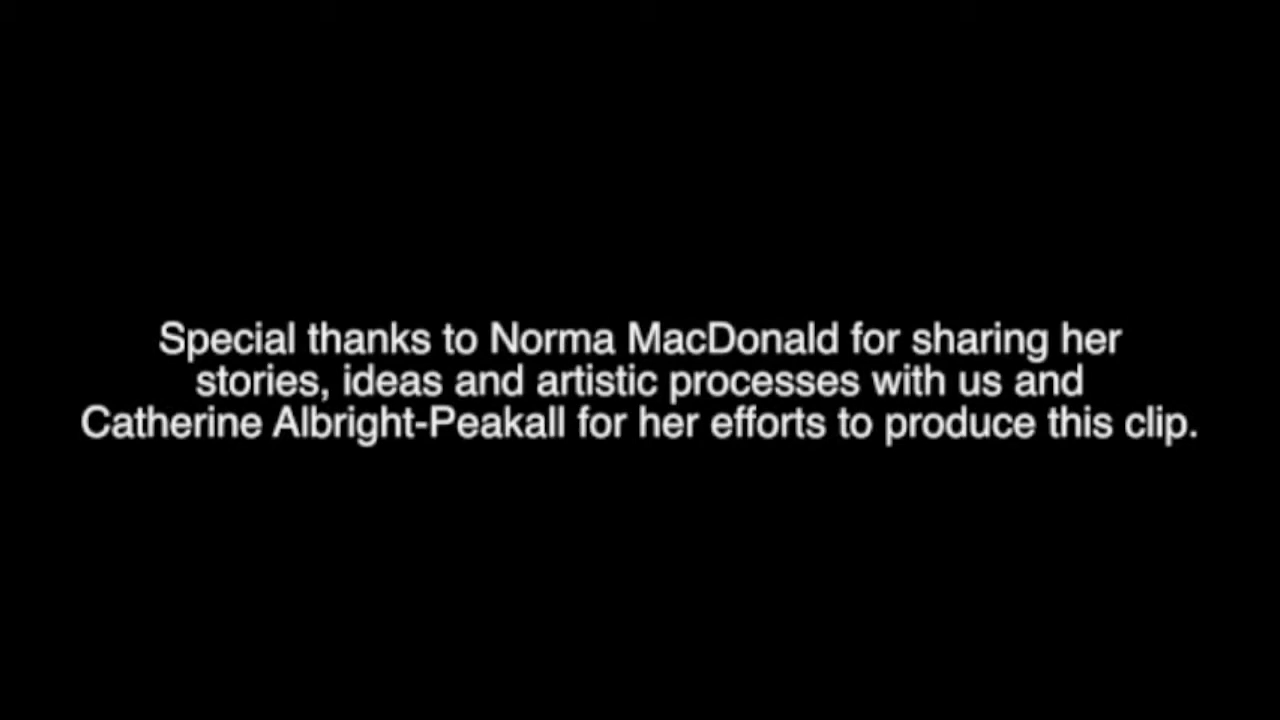 Special thanks to Norma MacDonald for sharing her
stories, ideas and artistic processes with us and
Catherine Albright-Peakall for her efforts to produce this clip.